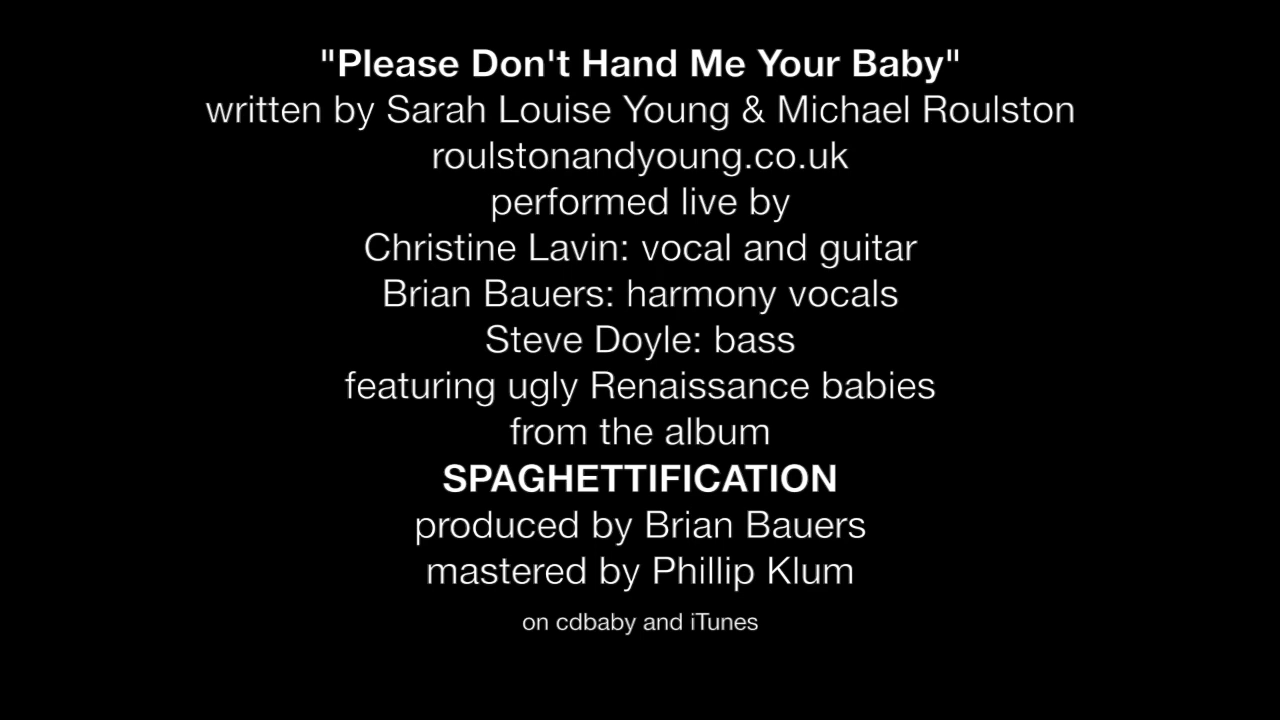 "Please Don't Hand Me Your Baby"
written by Sarah Louise Young & Michael Roulston
roulstonandyoung.co.uk
performed live by
Christine Lavin: vocal and guitar
Brian Bauers: harmony vocals
Steve Doyle: bass
featuring ugly Renaissance babies
from the album
SPAGHETTIFICATION
produced by Brian Bauers
mastered by Phillip Klum
on cdbaby and iTunes